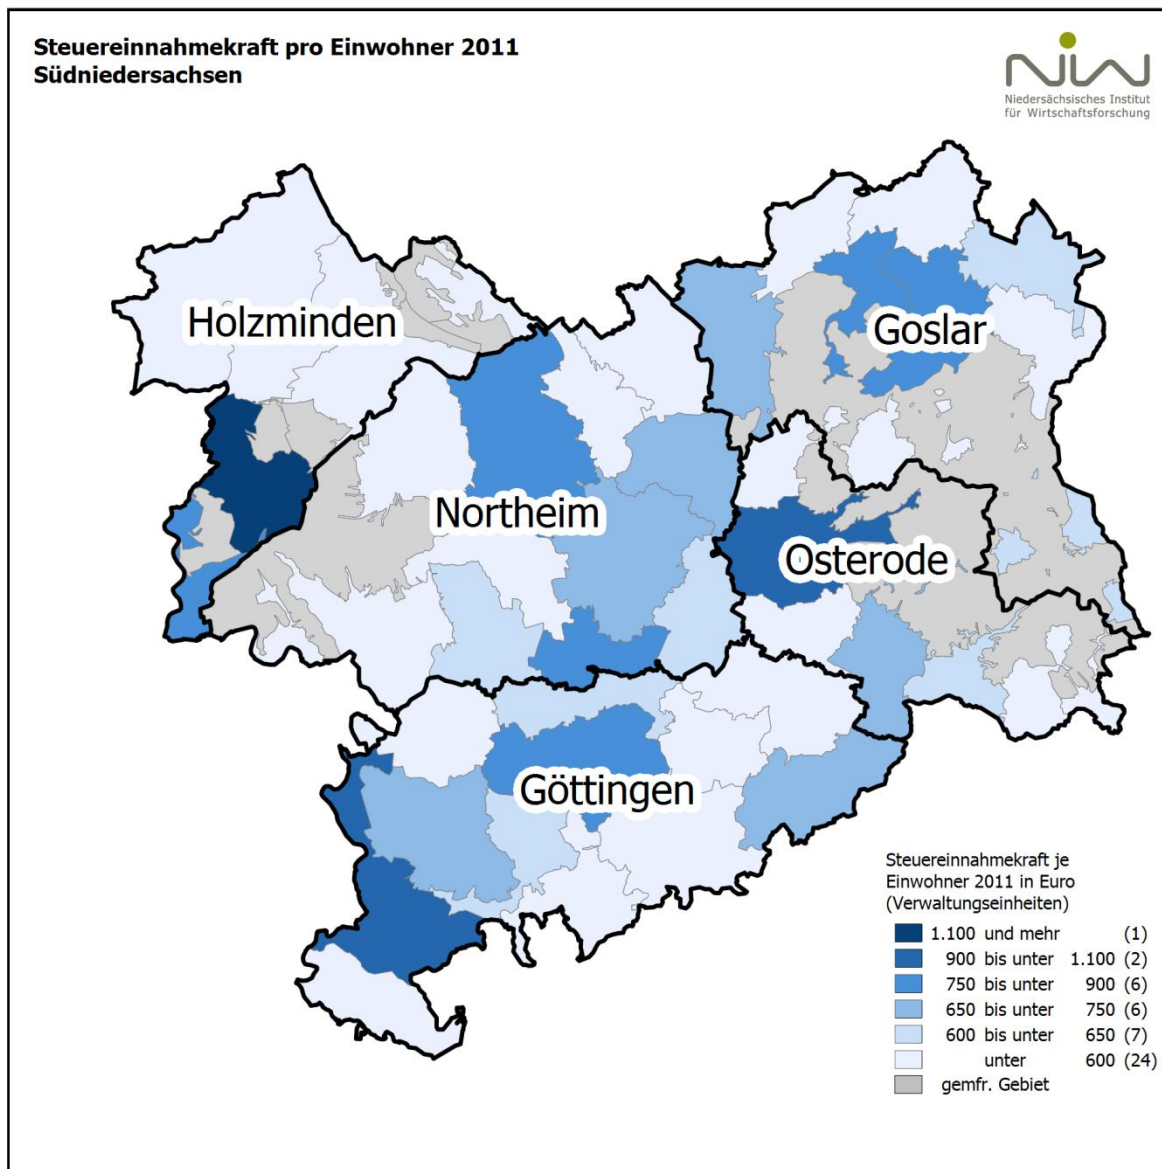 Steuereinnahmekraft pro Einwohner 2011
Südniedersachsen
NIW
Niedersächsisches Institut
für Wirtschaftsforschung
Holzminden
Goslar
Northeim
Osterode
Göttingen
Steuereinnahmekraft je
Einwohner 2011 in Euro
(Verwaltungseinheiten)
1.100 und mehr (1)
900 bis unter 1.100 (2)
750 bis unter 900 (6)
650 bis unter 750 (6)
600 bis unter 650 (7)
unter 600 (24)
gemfr. Gebiet